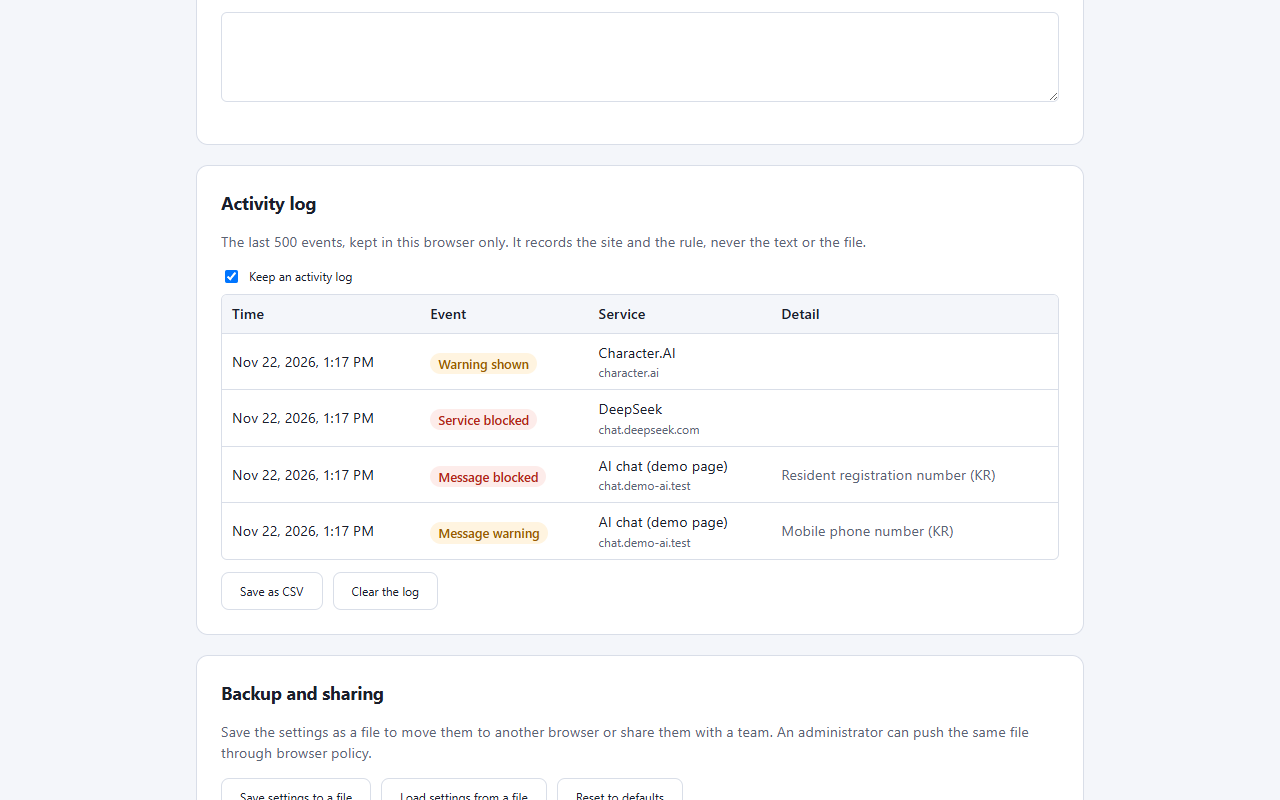 Activity log
The last 500 events, kept in this browser only. It records the site and the rule, never the text or the file.
Keep an activity log
Time Event Service Detail
Nov 22, 2026, 1:17 PM Warning shown Character.AI
character.ai
Nov 22, 2026, 1:17 PM Service blocked DeepSeek
chat.deepseek.com
Nov 22, 2026, 1:17 PM Message blocked AI chat (demo page) Resident registration number (KR)
chat.demo-ai.test
Nov 22, 2026, 1:17 PM Message warning AI chat (demo page) Mobile phone number (KR)
chat.demo-ai.test
Save as CSV Clear the log
Backup and sharing
Save the settings as a file to move them to another browser or share them with a team. An administrator can push the same file
through browser policy.
Save settings to a file Load settings from a file Reset to defaults